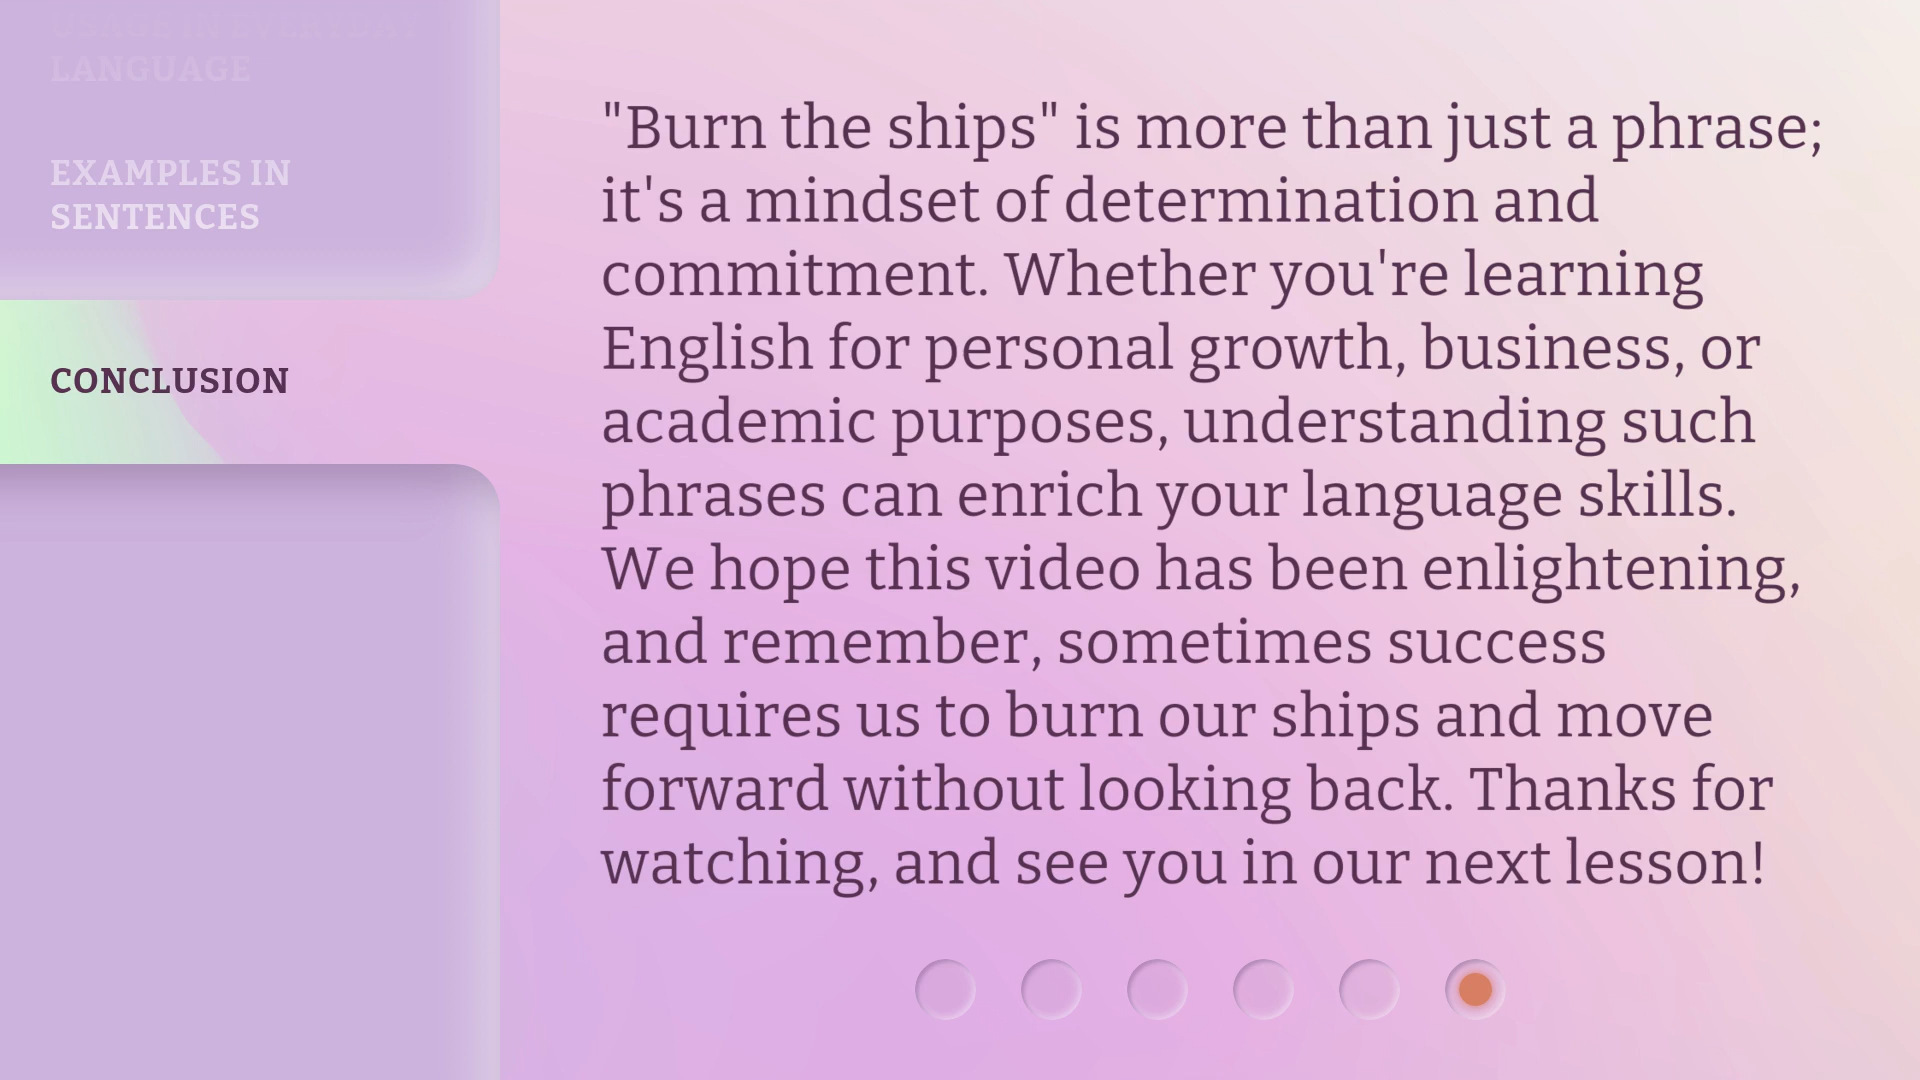 USAGE IN EVERYDAY
LANGUAGE
EXAMPLES IN
SENTENCES
CONCLUSION
"Burn the ships" is more than just a phrase;
it's a mindset of determination and
commitment. Whether you're learning
English for personal growth, business, or
academic purposes, understanding such
phrases can enrich your language skills.
We hope this video has been enlightening,
and remember, sometimes success
requires us to burn our ships and move
forward without looking back. Thanks for
watching, and see you in our next lesson!